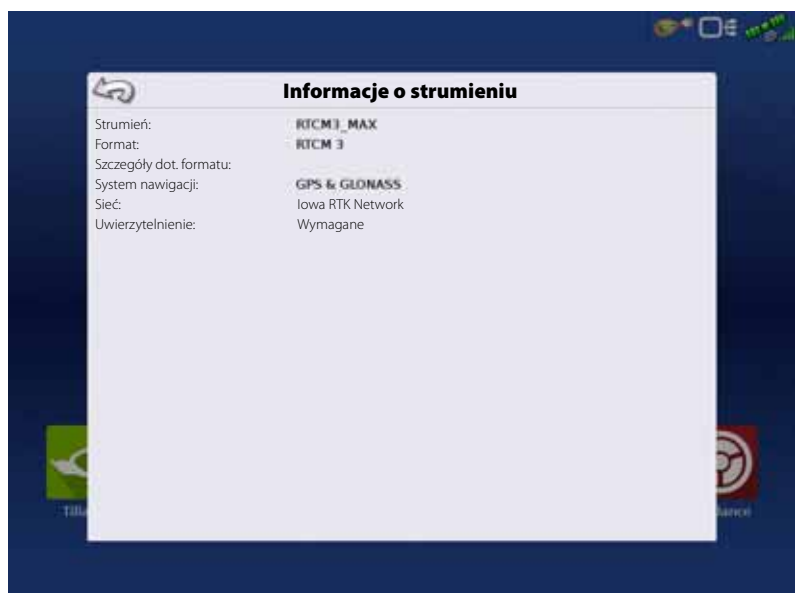 Informacje o strumieniu
Strumień: RTCM3_MAX
Format: RTCM 3
Szczegóły dot. formatu:
System nawigacji: GPS & GLONASS
Sieć: Iowa RTK Network
Uwierzytelnienie: Wymagane